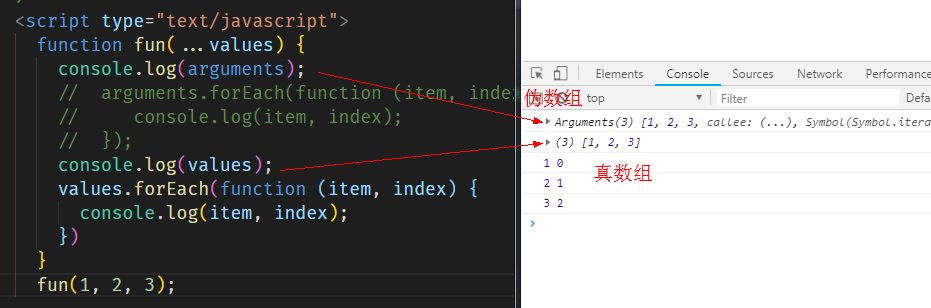 <script type="text/javascript">
function fun(...values) {
console.log(arguments);
// arguments.forEach(function (item, index
//     console.log(item, index);
// });
console.log(values);
values.forEach(function (item, index) {
console.log(item, index);
})
}
fun(1, 2, 3);
Elements Console Sources Network Performance
top Filter Defa
伪数组
Arguments(3) [1, 2, 3, callee: (...), Symbol(Symbol.itera
(3) [1, 2, 3]
真数组
1 0
2 1
3 2